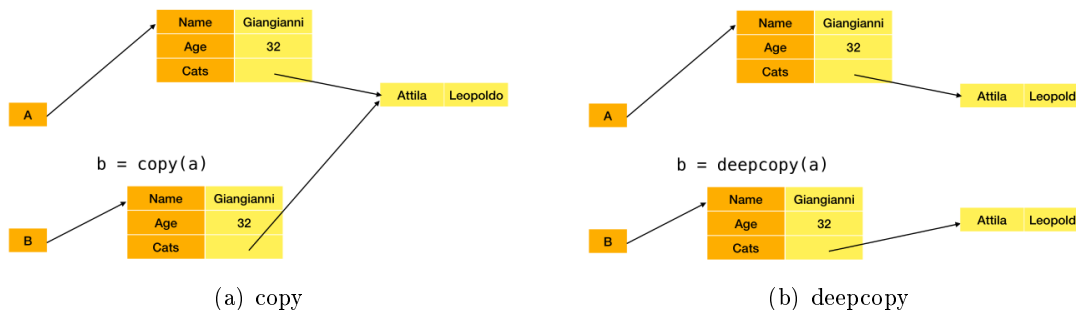 Name Giangianni
Age 32
Cats
Attila Leopoldo
A
b = copy(a)
Name Giangianni
Age 32
Cats
B
(a) copy
Name Giangianni
Age 32
Cats
Attila Leopold
A
b = deepcopy(a)
Name Giangianni
Age 32
Cats
Attila Leopold
B
(b) deepcopy